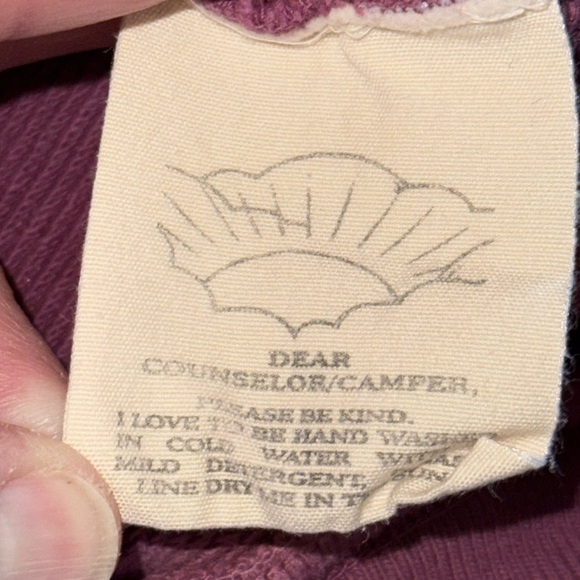 DEAR
COUNSELOR/CAMPER,
PLEASE BE KIND.
I LOVE TO BE HAND WASHED
IN COLD WATER WITH A
MILD DETERGENT,
LINE DRY ME IN